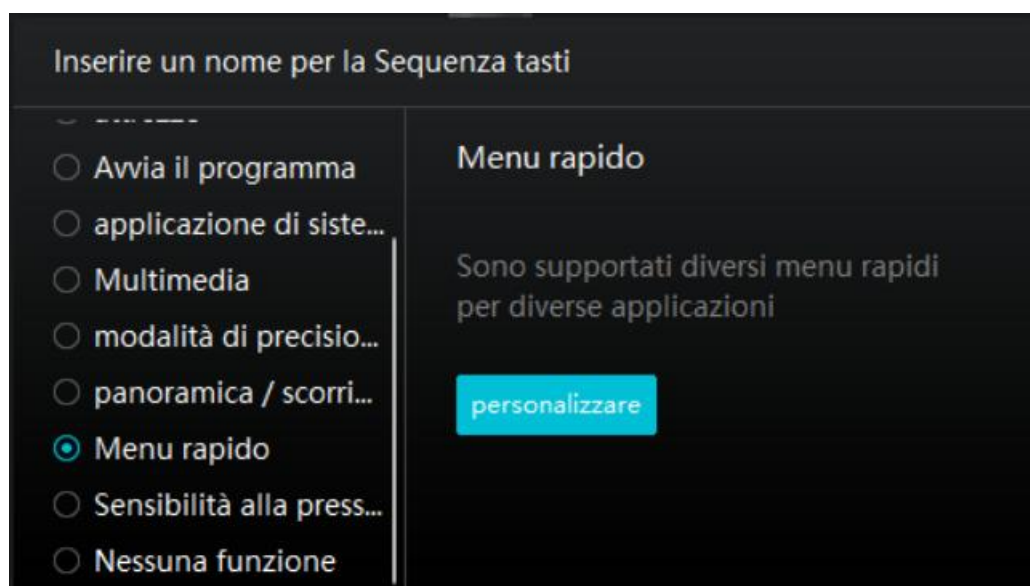 Inserire un nome per la Sequenza tasti
Avvia il programma
applicazione di siste...
Multimedia
modalità di precisio...
panoramica / scorri...
Menu rapido
Sensibilità alla press...
Nessuna funzione
Menu rapido
Sono supportati diversi menu rapidi
per diverse applicazioni
personalizzare